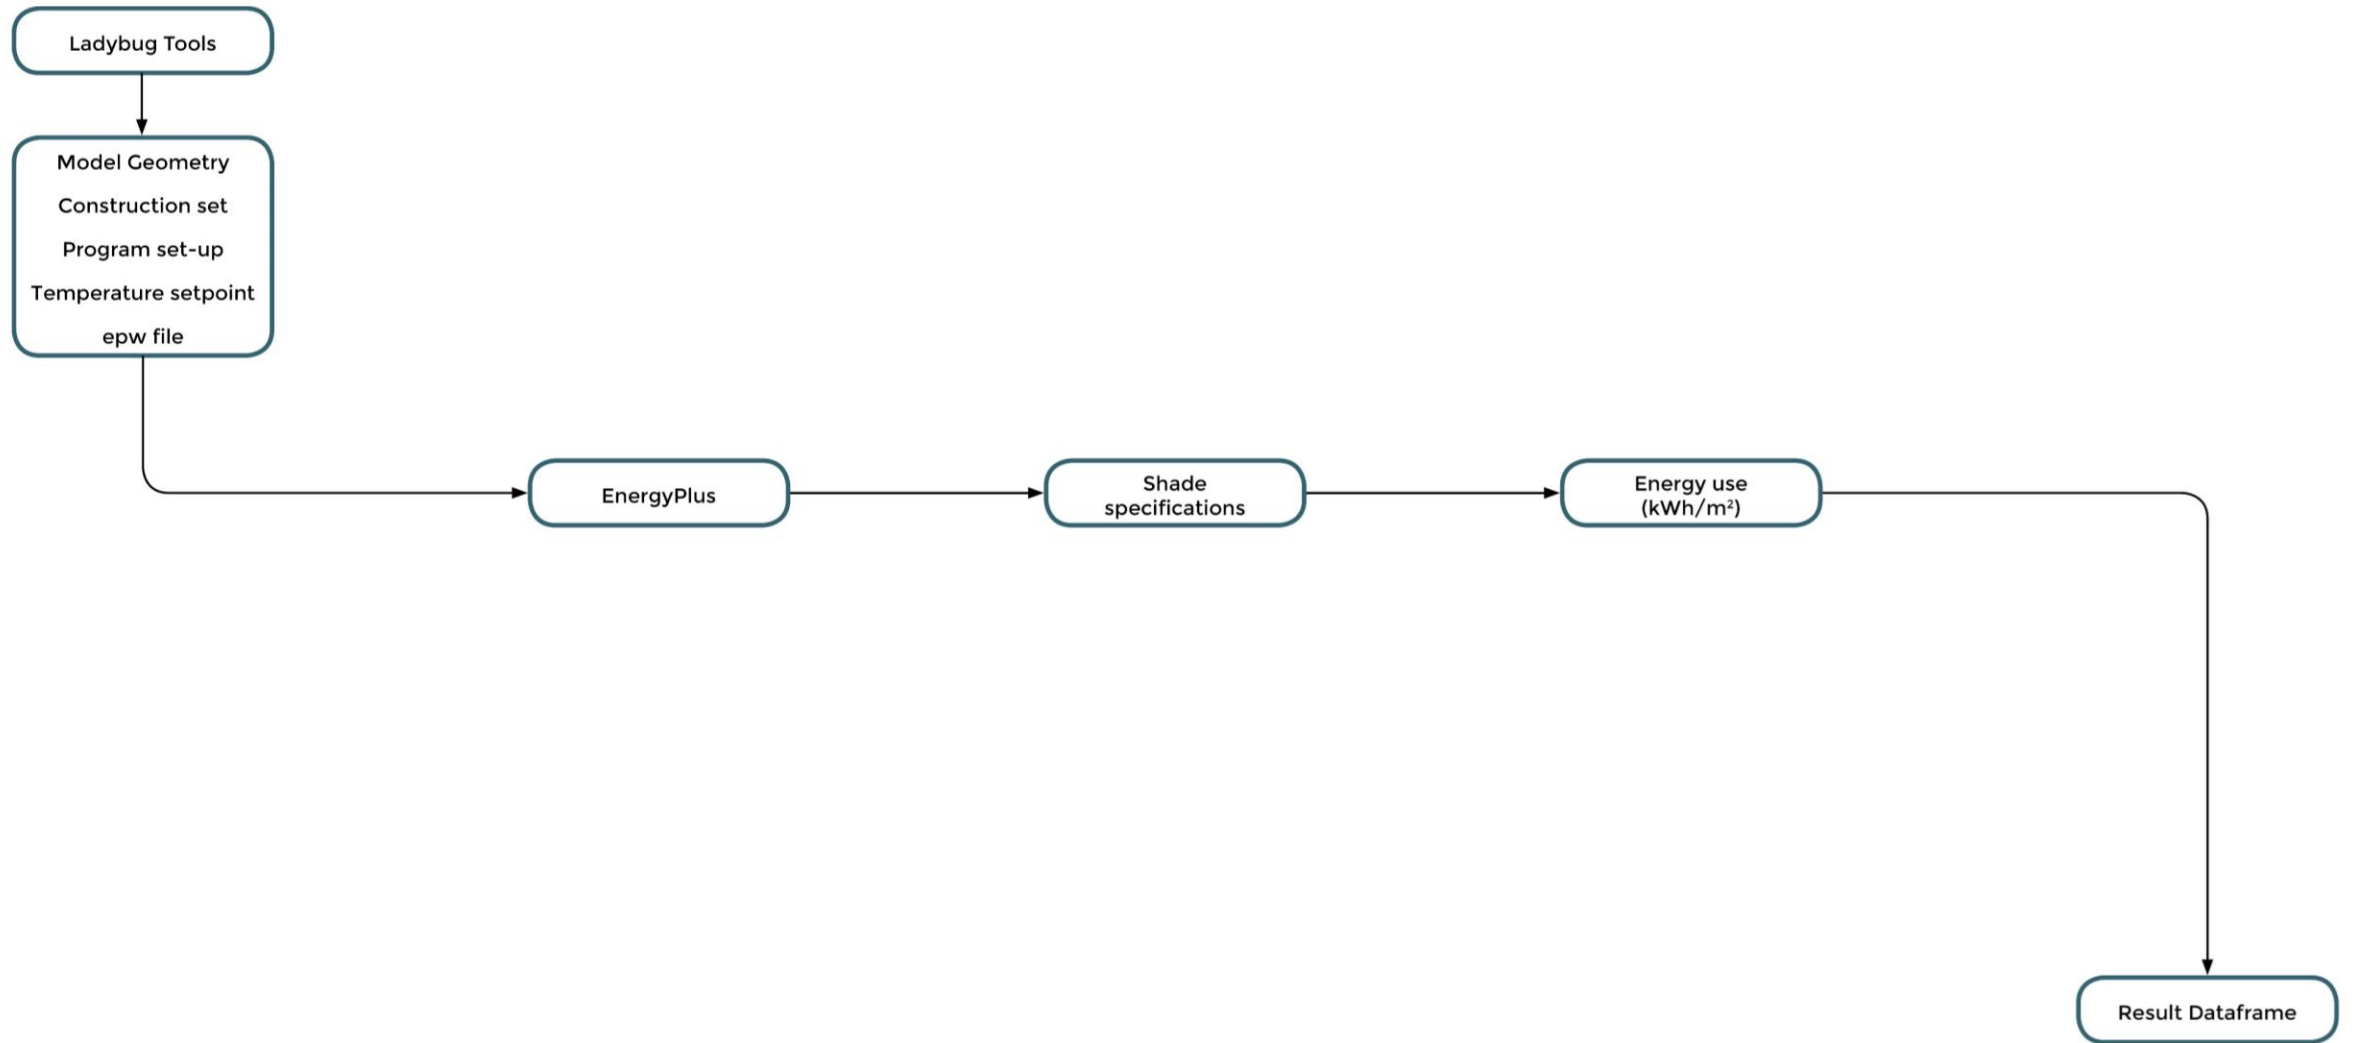 Ladybug Tools
Model Geometry
Construction set
Program set-up
Temperature setpoint
epw file
EnergyPlus
Shade
specifications
Energy use
(kWh/m²)
Result Dataframe